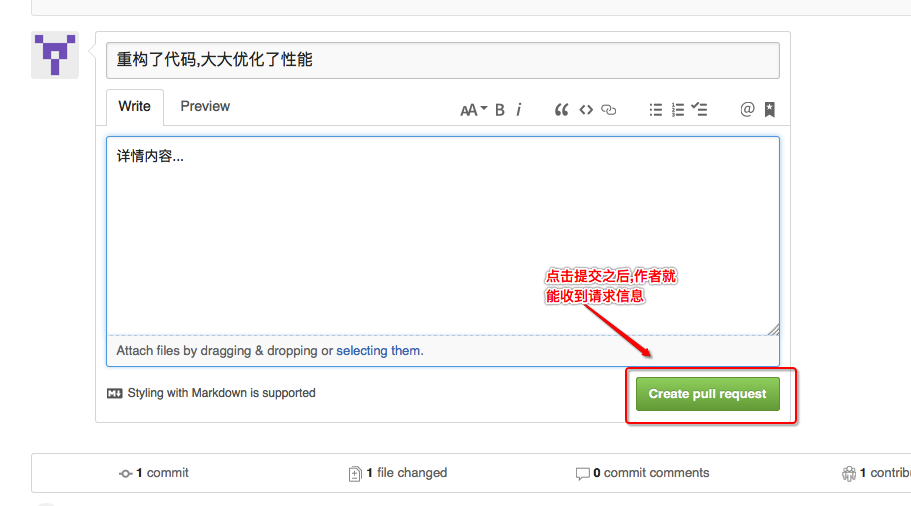 重构了代码,大大优化了性能
Write Preview AA B i @
详情内容...
点击提交之后,作者就
能收到请求信息
Attach files by dragging & dropping or selecting them.
Styling with Markdown is supported
Create pull request
1 commit 1 file changed 0 commit comments 1 contribu